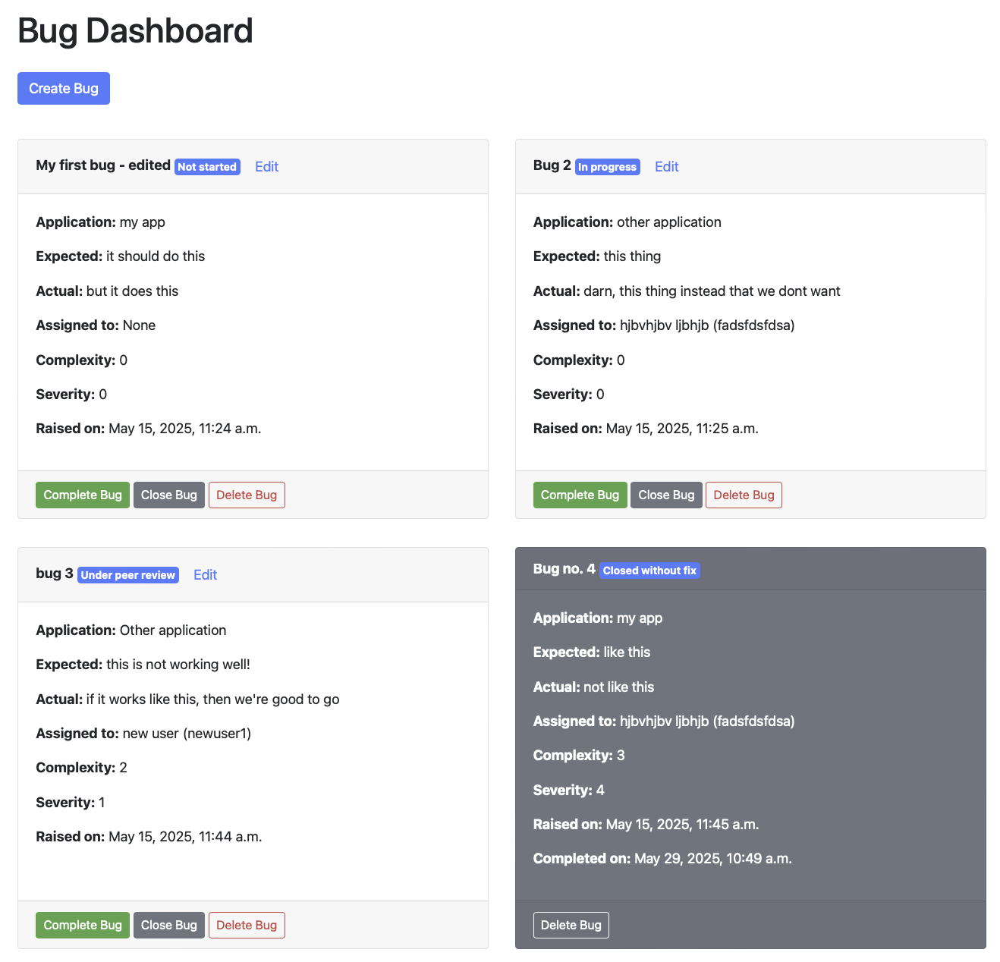 Bug Dashboard
Create Bug
My first bug - edited Not started Edit
Application: my app
Expected: it should do this
Actual: but it does this
Assigned to: None
Complexity: 0
Severity: 0
Raised on: May 15, 2025, 11:24 a.m.
Complete Bug Close Bug Delete Bug
Bug 2 In progress Edit
Application: other application
Expected: this thing
Actual: darn, this thing instead that we dont want
Assigned to: hjbvhjbv ljbhjb (fadsfdsfdsa)
Complexity: 0
Severity: 0
Raised on: May 15, 2025, 11:25 a.m.
Complete Bug Close Bug Delete Bug
bug 3 Under peer review Edit
Application: Other application
Expected: this is not working well!
Actual: if it works like this, then we're good to go
Assigned to: new user (newuser1)
Complexity: 2
Severity: 1
Raised on: May 15, 2025, 11:44 a.m.
Complete Bug Close Bug Delete Bug
Bug no. 4 Closed without fix
Application: my app
Expected: like this
Actual: not like this
Assigned to: hjbvhjbv ljbhjb (fadsfdsfdsa)
Complexity: 3
Severity: 4
Raised on: May 15, 2025, 11:45 a.m.
Completed on: May 29, 2025, 10:49 a.m.
Delete Bug